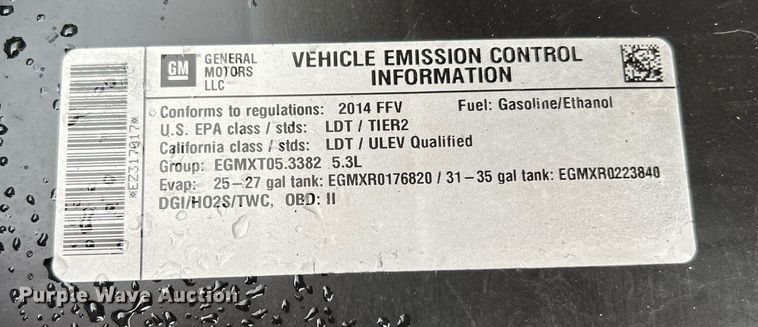 *EZ317017*
GM
GENERAL
MOTORS
LLC
VEHICLE EMISSION CONTROL
INFORMATION
Conforms to regulations: 2014 FFV Fuel: Gasoline/Ethanol
U.S. EPA class / stds: LDT / TIER2
California class / stds: LDT / ULEV Qualified
Group: EGMXT05.3382 5.3L
Evap: 25-27 gal tank: EGMXR0176820 / 31-35 gal tank: EGMXR0223840
DGI/HO2S/TWC, OBD: II
Purple Wave Auction